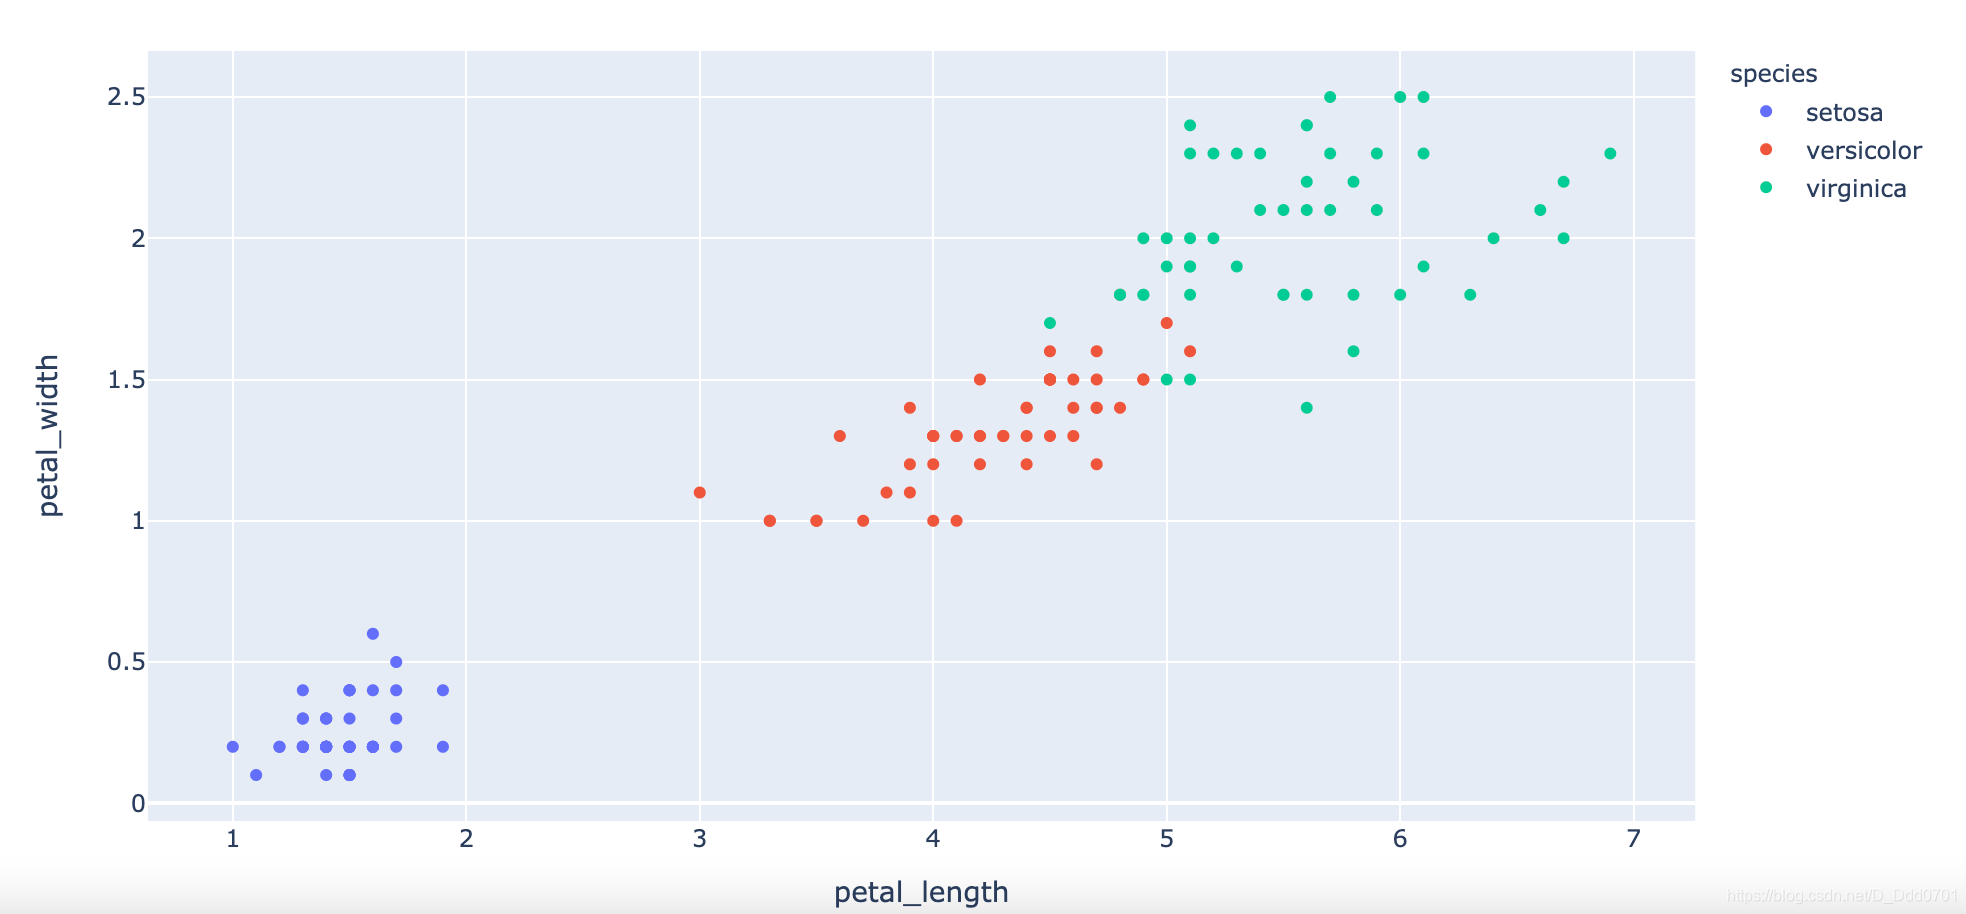 species
setosa
versicolor
virginica
petal_width
2.5
2
1.5
1
0.5
0
1 2 3 4 5 6 7
petal_length
https://blog.csdn.net/D_Ddd0701